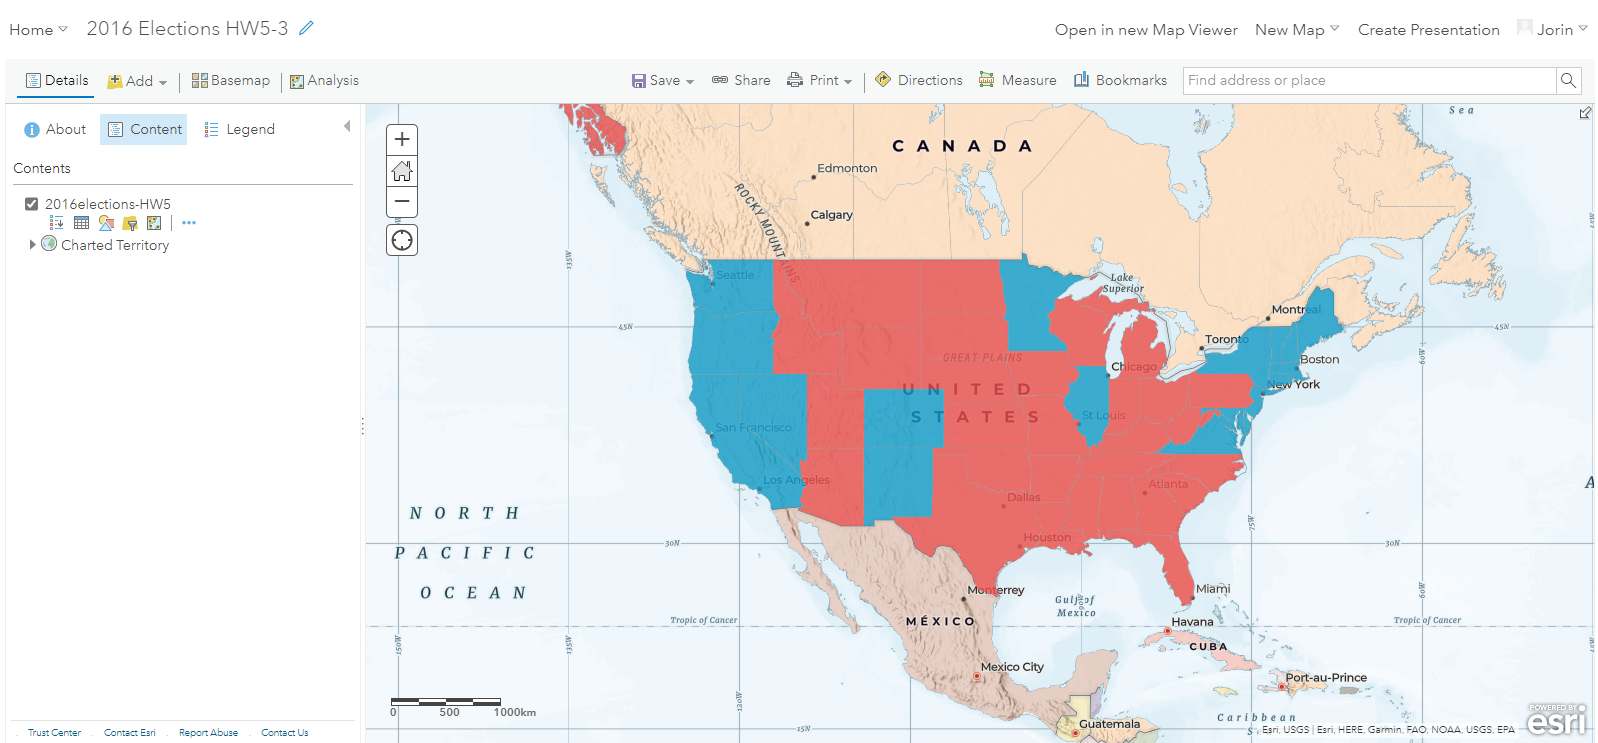 Home 2016 Elections HW5-3 Open in new Map Viewer New Map Create Presentation Jorin
Details Add Basemap Analysis Save Share Print Directions Measure Bookmarks Find address or place
About Content Legend
Contents
2016elections-HW5
Charted Territory
Sea
CANADA
Edmonton
ROCKY MOUNTAINS
Calgary
135W
Seattle
Lake
Superior
Montreal
45N
45N
Toronto
60W
Boston
GREAT PLAINS
Chicago
New York
UNITED
STATES
St Louis
San Francisco
Los Angeles
Atlanta
Dallas
NORTH
PACIFIC
OCEAN
75W
Houston
30N
30N
Monterrey
Miami
60W
Gulf of
Mexico
90W
MÉXICO
Tropic of Cancer
Tropic of Cancer
Havana
CUBA
150W
135W
Mexico City
Port-au-Prince
120W
0 500 1000km
Guatemala
Caribbean
S
15N
POWERED BY
esri
Esri, USGS | Esri, HERE, Garmin, FAO, NOAA, USGS, EPA
Trust Center . Contact Esri . Report Abuse . Contact Us